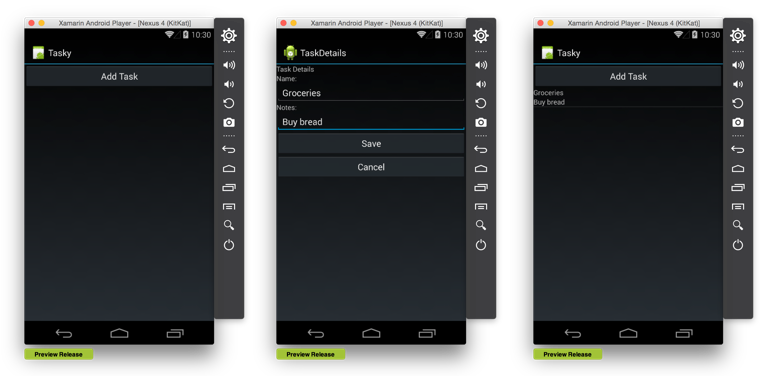 Xamarin Android Player - [Nexus 4 (KitKat)]
10:30
Tasky
Add Task
Preview Release
Xamarin Android Player - [Nexus 4 (KitKat)]
10:30
TaskDetails
Task Details
Name:
Groceries
Notes:
Buy bread
Save
Cancel
Preview Release
Xamarin Android Player - [Nexus 4 (KitKat)]
10:30
Tasky
Add Task
Groceries
Buy bread
Preview Release